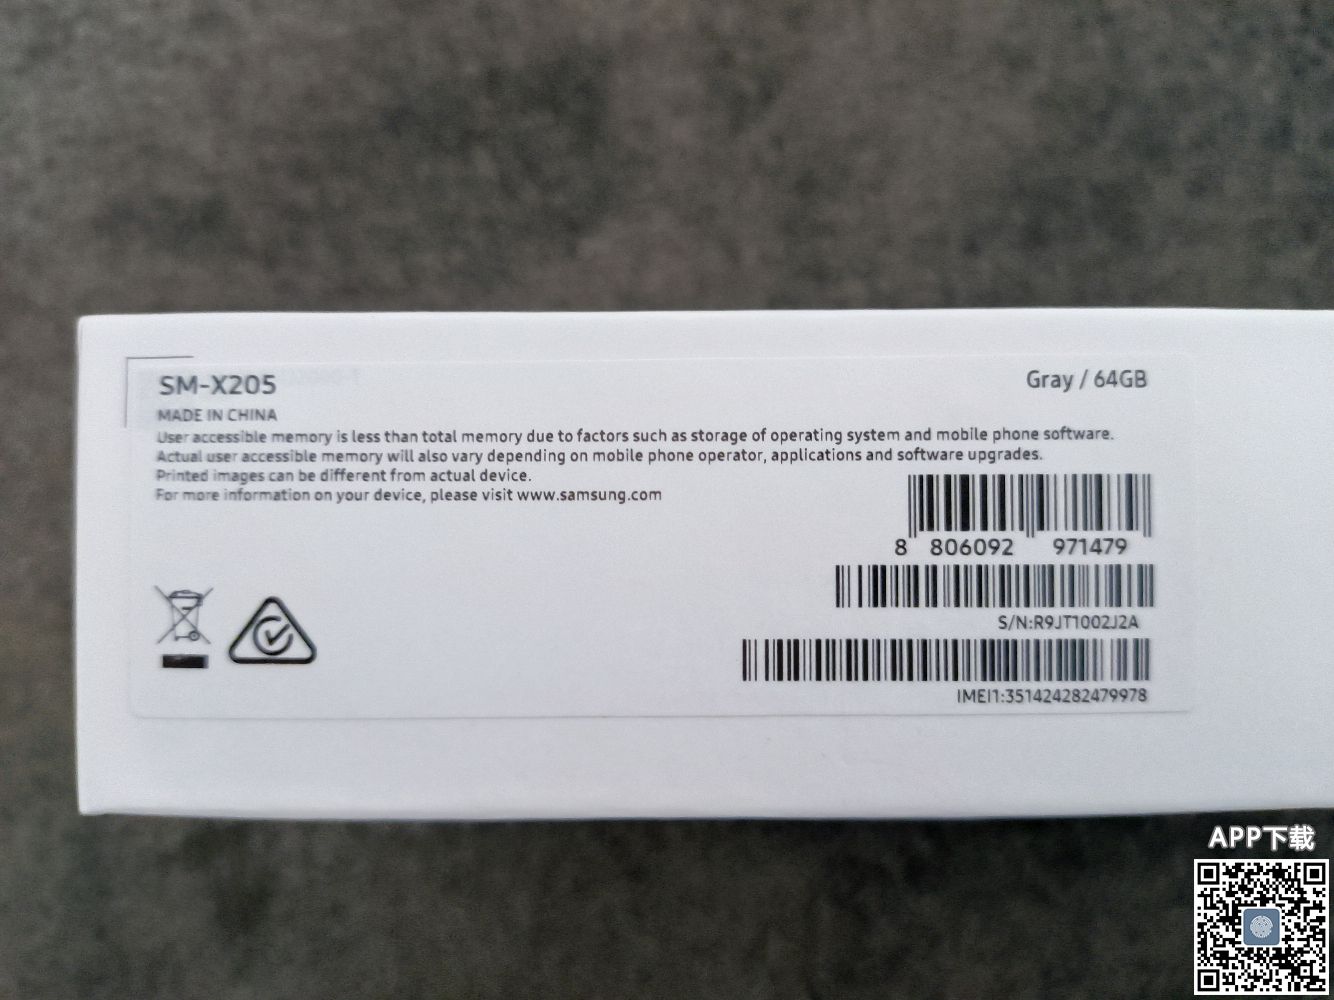 SM-X205
Gray / 64GB
MADE IN CHINA
User accessible memory is less than total memory due to factors such as storage of operating system and mobile phone software.
Actual user accessible memory will also vary depending on mobile phone operator, applications and software upgrades.
Printed images can be different from actual device.
For more information on your device, please visit www.samsung.com
8 806092 971479
S/N:R9JT1002J2A
IMEI1:351424282479978
APP下载